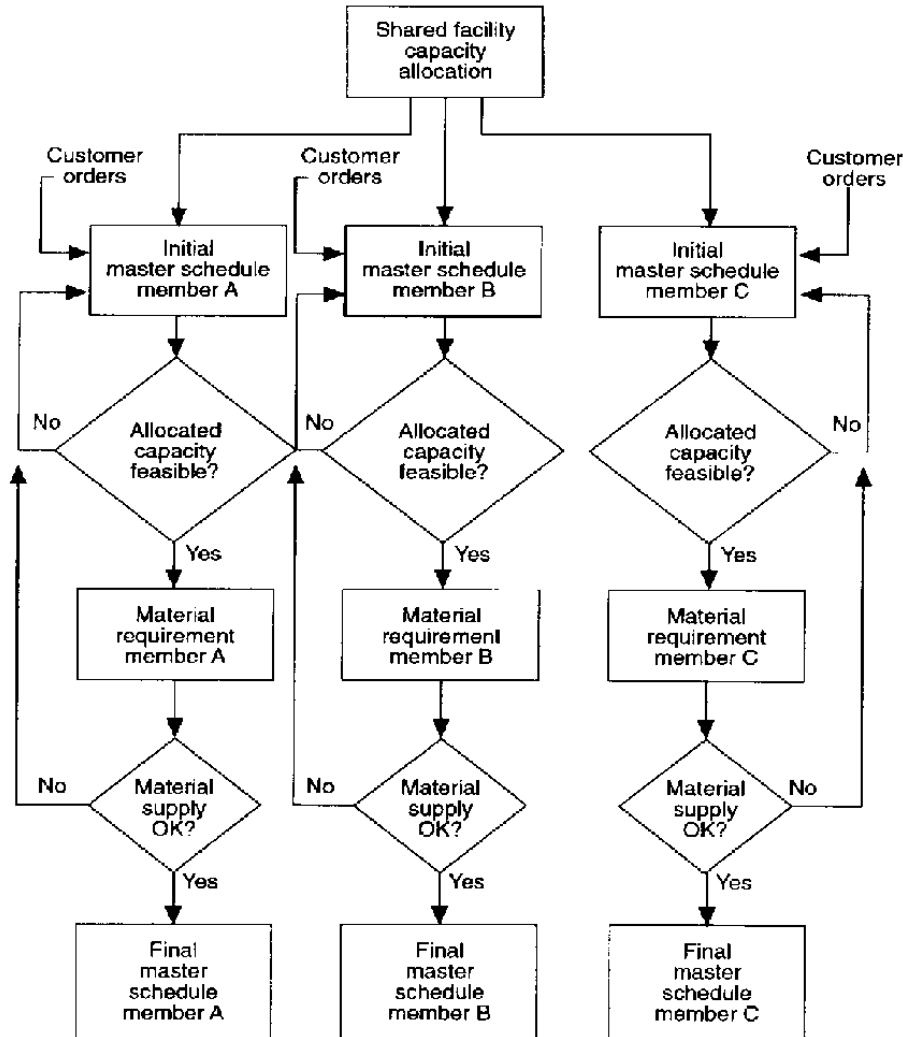 Shared facility
capacity
allocation
Customer
orders
Customer
orders
Customer
orders
Initial
master schedule
member A
Initial
master schedule
member B
Initial
master schedule
member C
No
Allocated
capacity
feasible?
No
Allocated
capacity
feasible?
Allocated
capacity
feasible?
No
Yes
Yes
Yes
Material
requirement
member A
Material
requirement
member B
Material
requirement
member C
No
Material
supply
OK?
No
Material
supply
OK?
Material
supply
OK?
No
Yes
Yes
Yes
Final
master
schedule
member A
Final
master
schedule
member B
Final
master
schedule
member C